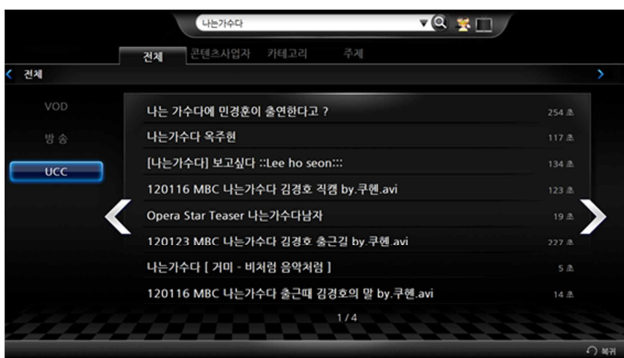 나는가수다
전체 콘텐츠사업자 카테고리 주제
전체
VOD
방송
UCC
나는 가수다에 민경훈이 출연한다고 ? 254 초
나는가수다 옥주현 117 초
[나는가수다] 보고싶다 ::Lee ho seon::: 134 초
120116 MBC 나는가수다 김경호 직캠 by.쿠헨.avi 123 초
Opera Star Teaser 나는가수다남자 19 초
120123 MBC 나는가수다 김경호 출근길 by.쿠헨.avi 227 초
나는가수다 [ 거미 - 비처럼 음악처럼 ] 5 초
120116 MBC 나는가수다 출근때 김경호의 말 by.쿠헨.avi 14 초
1 / 4
복귀